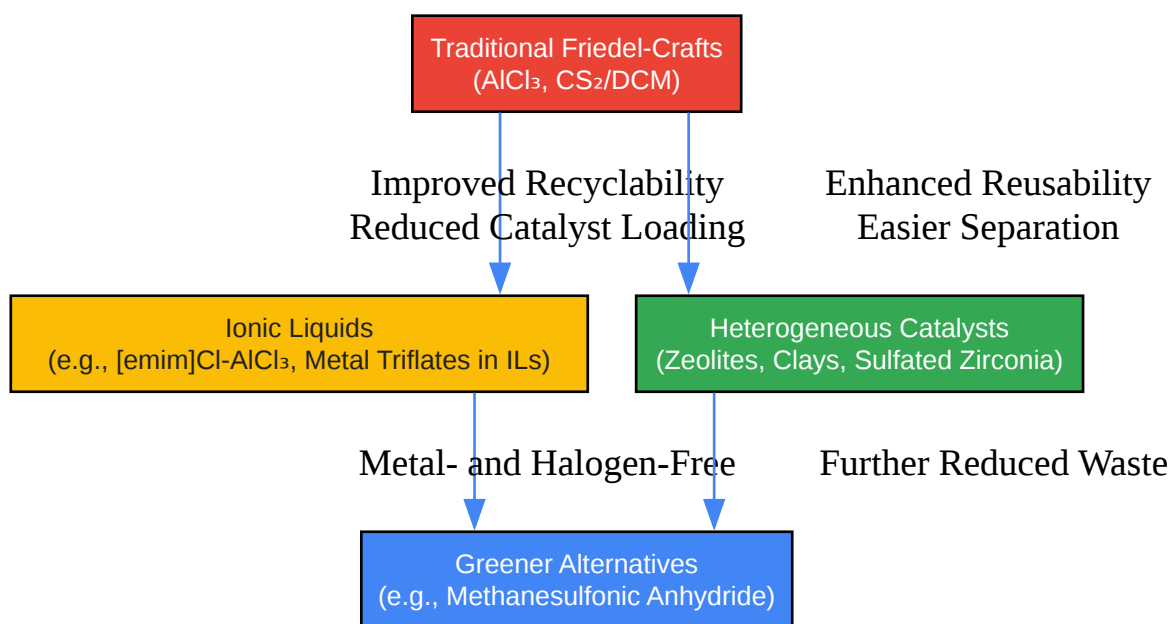 Traditional Friedel-Crafts
(AlCl₃, CS₂/DCM)
Improved Recyclability
Reduced Catalyst Loading
Enhanced Reusability
Easier Separation
Ionic Liquids
(e.g., [emim]Cl-AlCl₃, Metal Triflates in ILs)
Heterogeneous Catalysts
(Zeolites, Clays, Sulfated Zirconia)
Metal- and Halogen-Free
Further Reduced Waste
Greener Alternatives
(e.g., Methanesulfonic Anhydride)